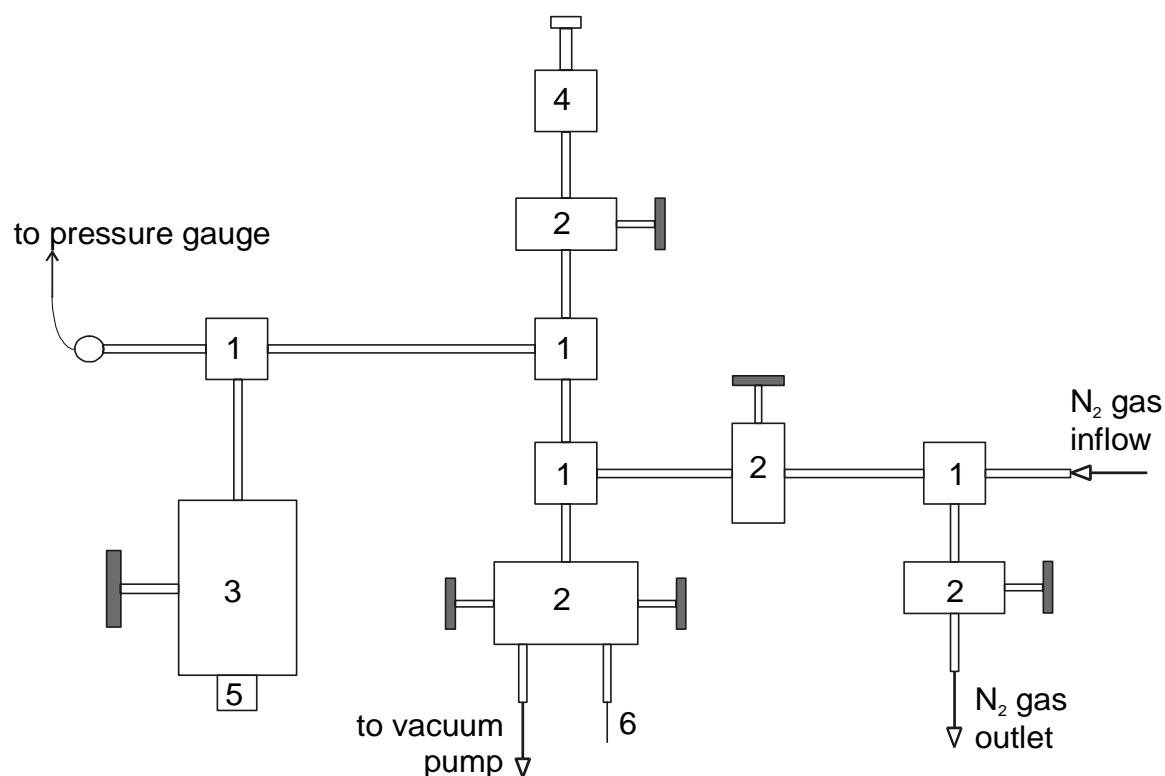 4
2
to pressure gauge
1
1
N₂ gas
inflow
1
2
1
3
2
2
5
6
to vacuum
pump
N₂ gas
outlet